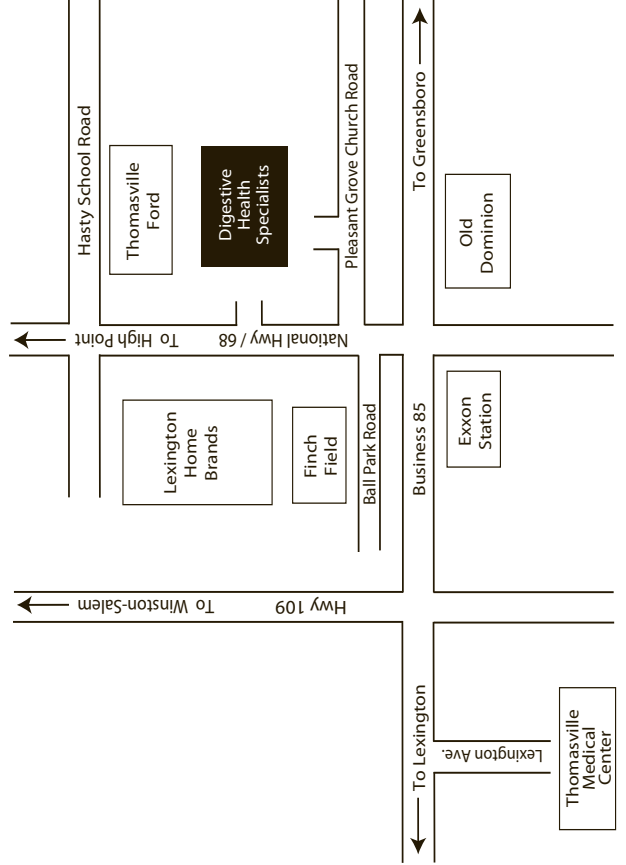 Hasty School Road
Thomasville
Ford
Digestive
Health
Specialists
Pleasant Grove Church Road
To Greensboro
Old
Dominion
To High Point
National Hwy / 68
Lexington
Home
Brands
Finch
Field
Ball Park Road
Business 85
Exxon
Station
To Winston-Salem
Hwy 109
To Lexington
Lexington Ave.
Thomasville
Medical
Center